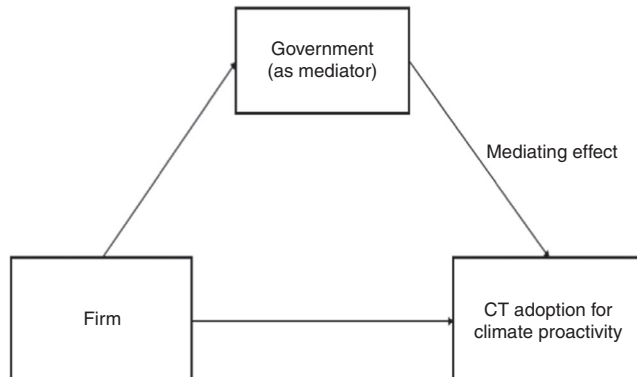 Government
(as mediator)
Mediating effect
Firm
CT adoption for
climate proactivity